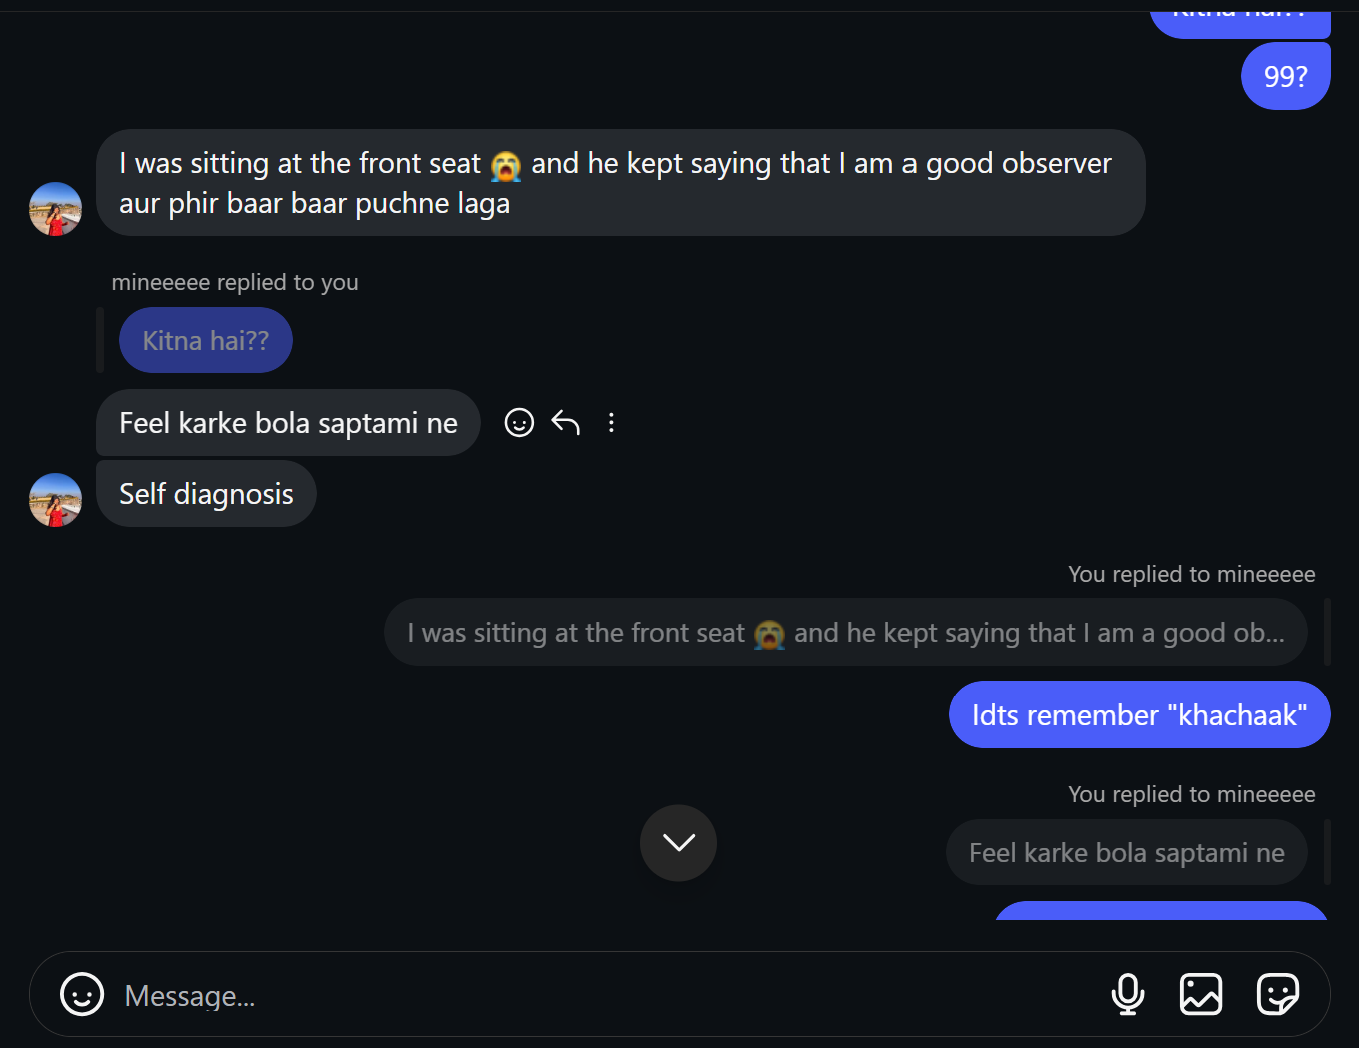 Kitna hai??
99?
I was sitting at the front seat 😭 and he kept saying that I am a good observer
aur phir baar baar puchne laga
mineeeee replied to you
Kitna hai??
Feel karke bola saptami ne
Self diagnosis
You replied to mineeeee
I was sitting at the front seat 😭 and he kept saying that I am a good ob...
Idts remember "khachaak"
You replied to mineeeee
Feel karke bola saptami ne
Message...